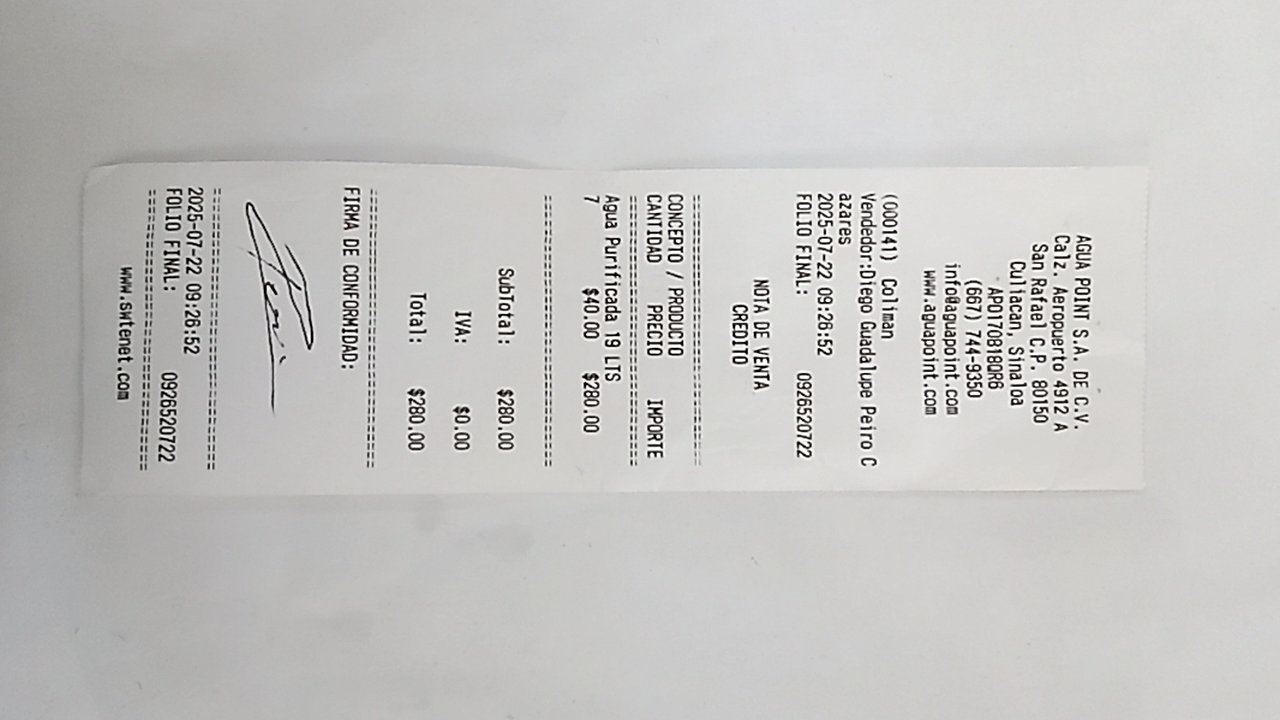 AGUA POINT S.A. DE C.V.
Calz. Aeropuerto 4912 A
San Rafael C.P. 80150
Culiacan, Sinaloa
APO170818QR6
(667) 744-9350
info@aguapoint.com
www.aguapoint.com
(000141) Coliman
Vendedor:Diego Guadalupe Peiro C
azares
2025-07-22 09:26:52
FOLIO FINAL: 0926520722
NOTA DE VENTA
CREDITO
================================
CONCEPTO / PRODUCTO
CANTIDAD PRECIO IMPORTE
================================
Agua Purificada 19 LTS
7 $40.00 $280.00
================================
SubTotal: $280.00
IVA: $0.00
Total: $280.00
================================
FIRMA DE CONFORMIDAD:
================================
2025-07-22 09:26:52
FOLIO FINAL: 0926520722
================================
www.swtenet.com